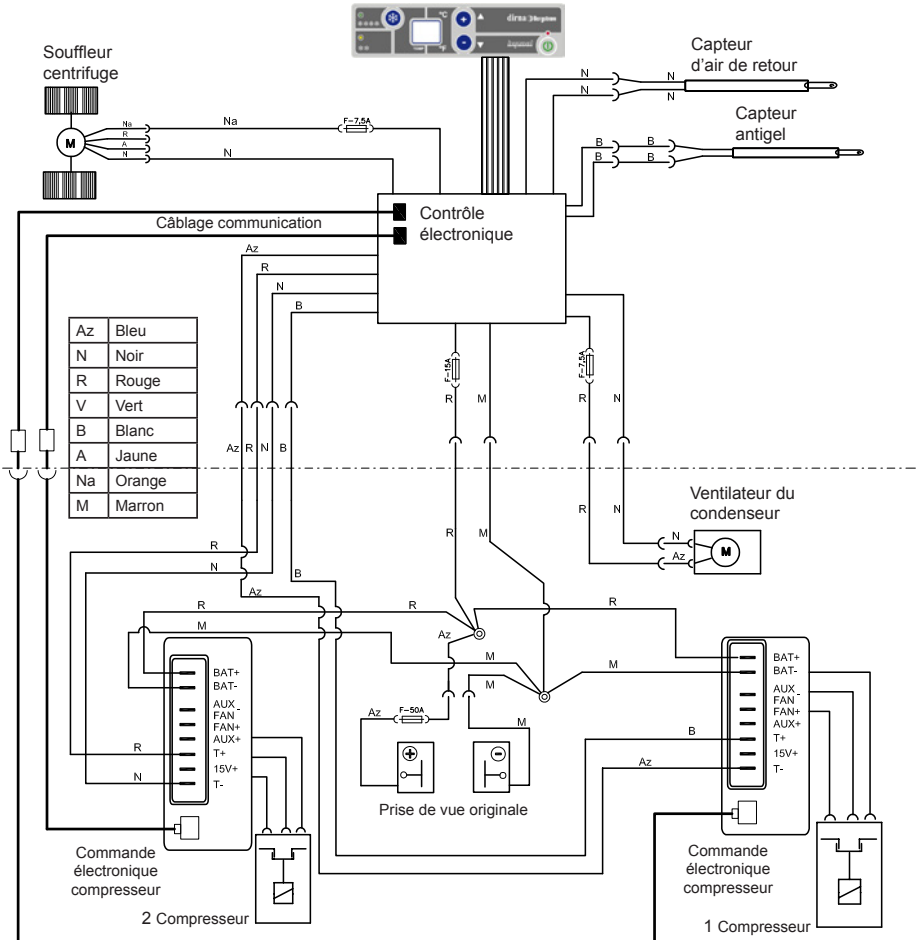 °C
dirna Bergstrom
°F
bycool
Souffleur
centrifuge
Capteur
d'air de retour
Capteur
antigel
M
Na
R
A
N
Na
F-7,5A
N
N
N
N
N
B
B
B
B
Câblage communication
Contrôle
électronique
Az
R
N
B
Az Bleu
N Noir
R Rouge
V Vert
B Blanc
A Jaune
Na Orange
M Marron
F-15A
F-7,5A
R
M
R
N
Az
R
N
B
Ventilateur du
condenseur
R
M
R
N
N
Az
M
R
N
B
Az
R
R
R
M
Az
M
M
M
BAT+
BAT-
AUX -
FAN
FAN+
AUX+
T+
15V+
T-
R
N
Az
F-50A
M
+
-
Prise de vue originale
B
Az
BAT+
BAT-
AUX -
FAN
FAN+
AUX+
T+
15V+
T-
Commande
électronique
compresseur
2 Compresseur
Commande
électronique
compresseur
1 Compresseur